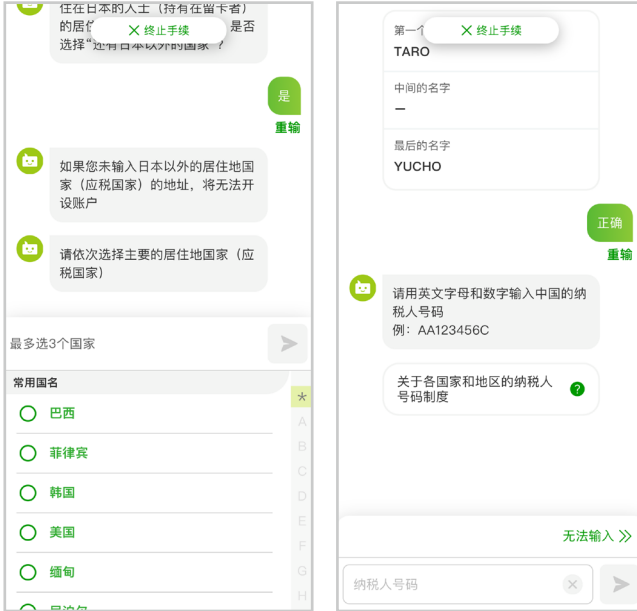 住在日本的人士（持有在留卡者）
的居
是否
选择"还有日本以外的国家"？
终止手续
是
重输
如果您未输入日本以外的居住地国
家（应税国家）的地址，将无法开
设账户
请依次选择主要的居住地国家（应
税国家）
最多选3个国家
常用国名
巴西
菲律宾
韩国
美国
缅甸
*
A
B
C
D
E
F
G
H
第一个
终止手续
TARO
中间的名字
—
最后的名字
YUCHO
正确
重输
请用英文字母和数字输入中国的纳
税人号码
例：AA123456C
关于各国家和地区的纳税人
号码制度
?
无法输入
纳税人号码